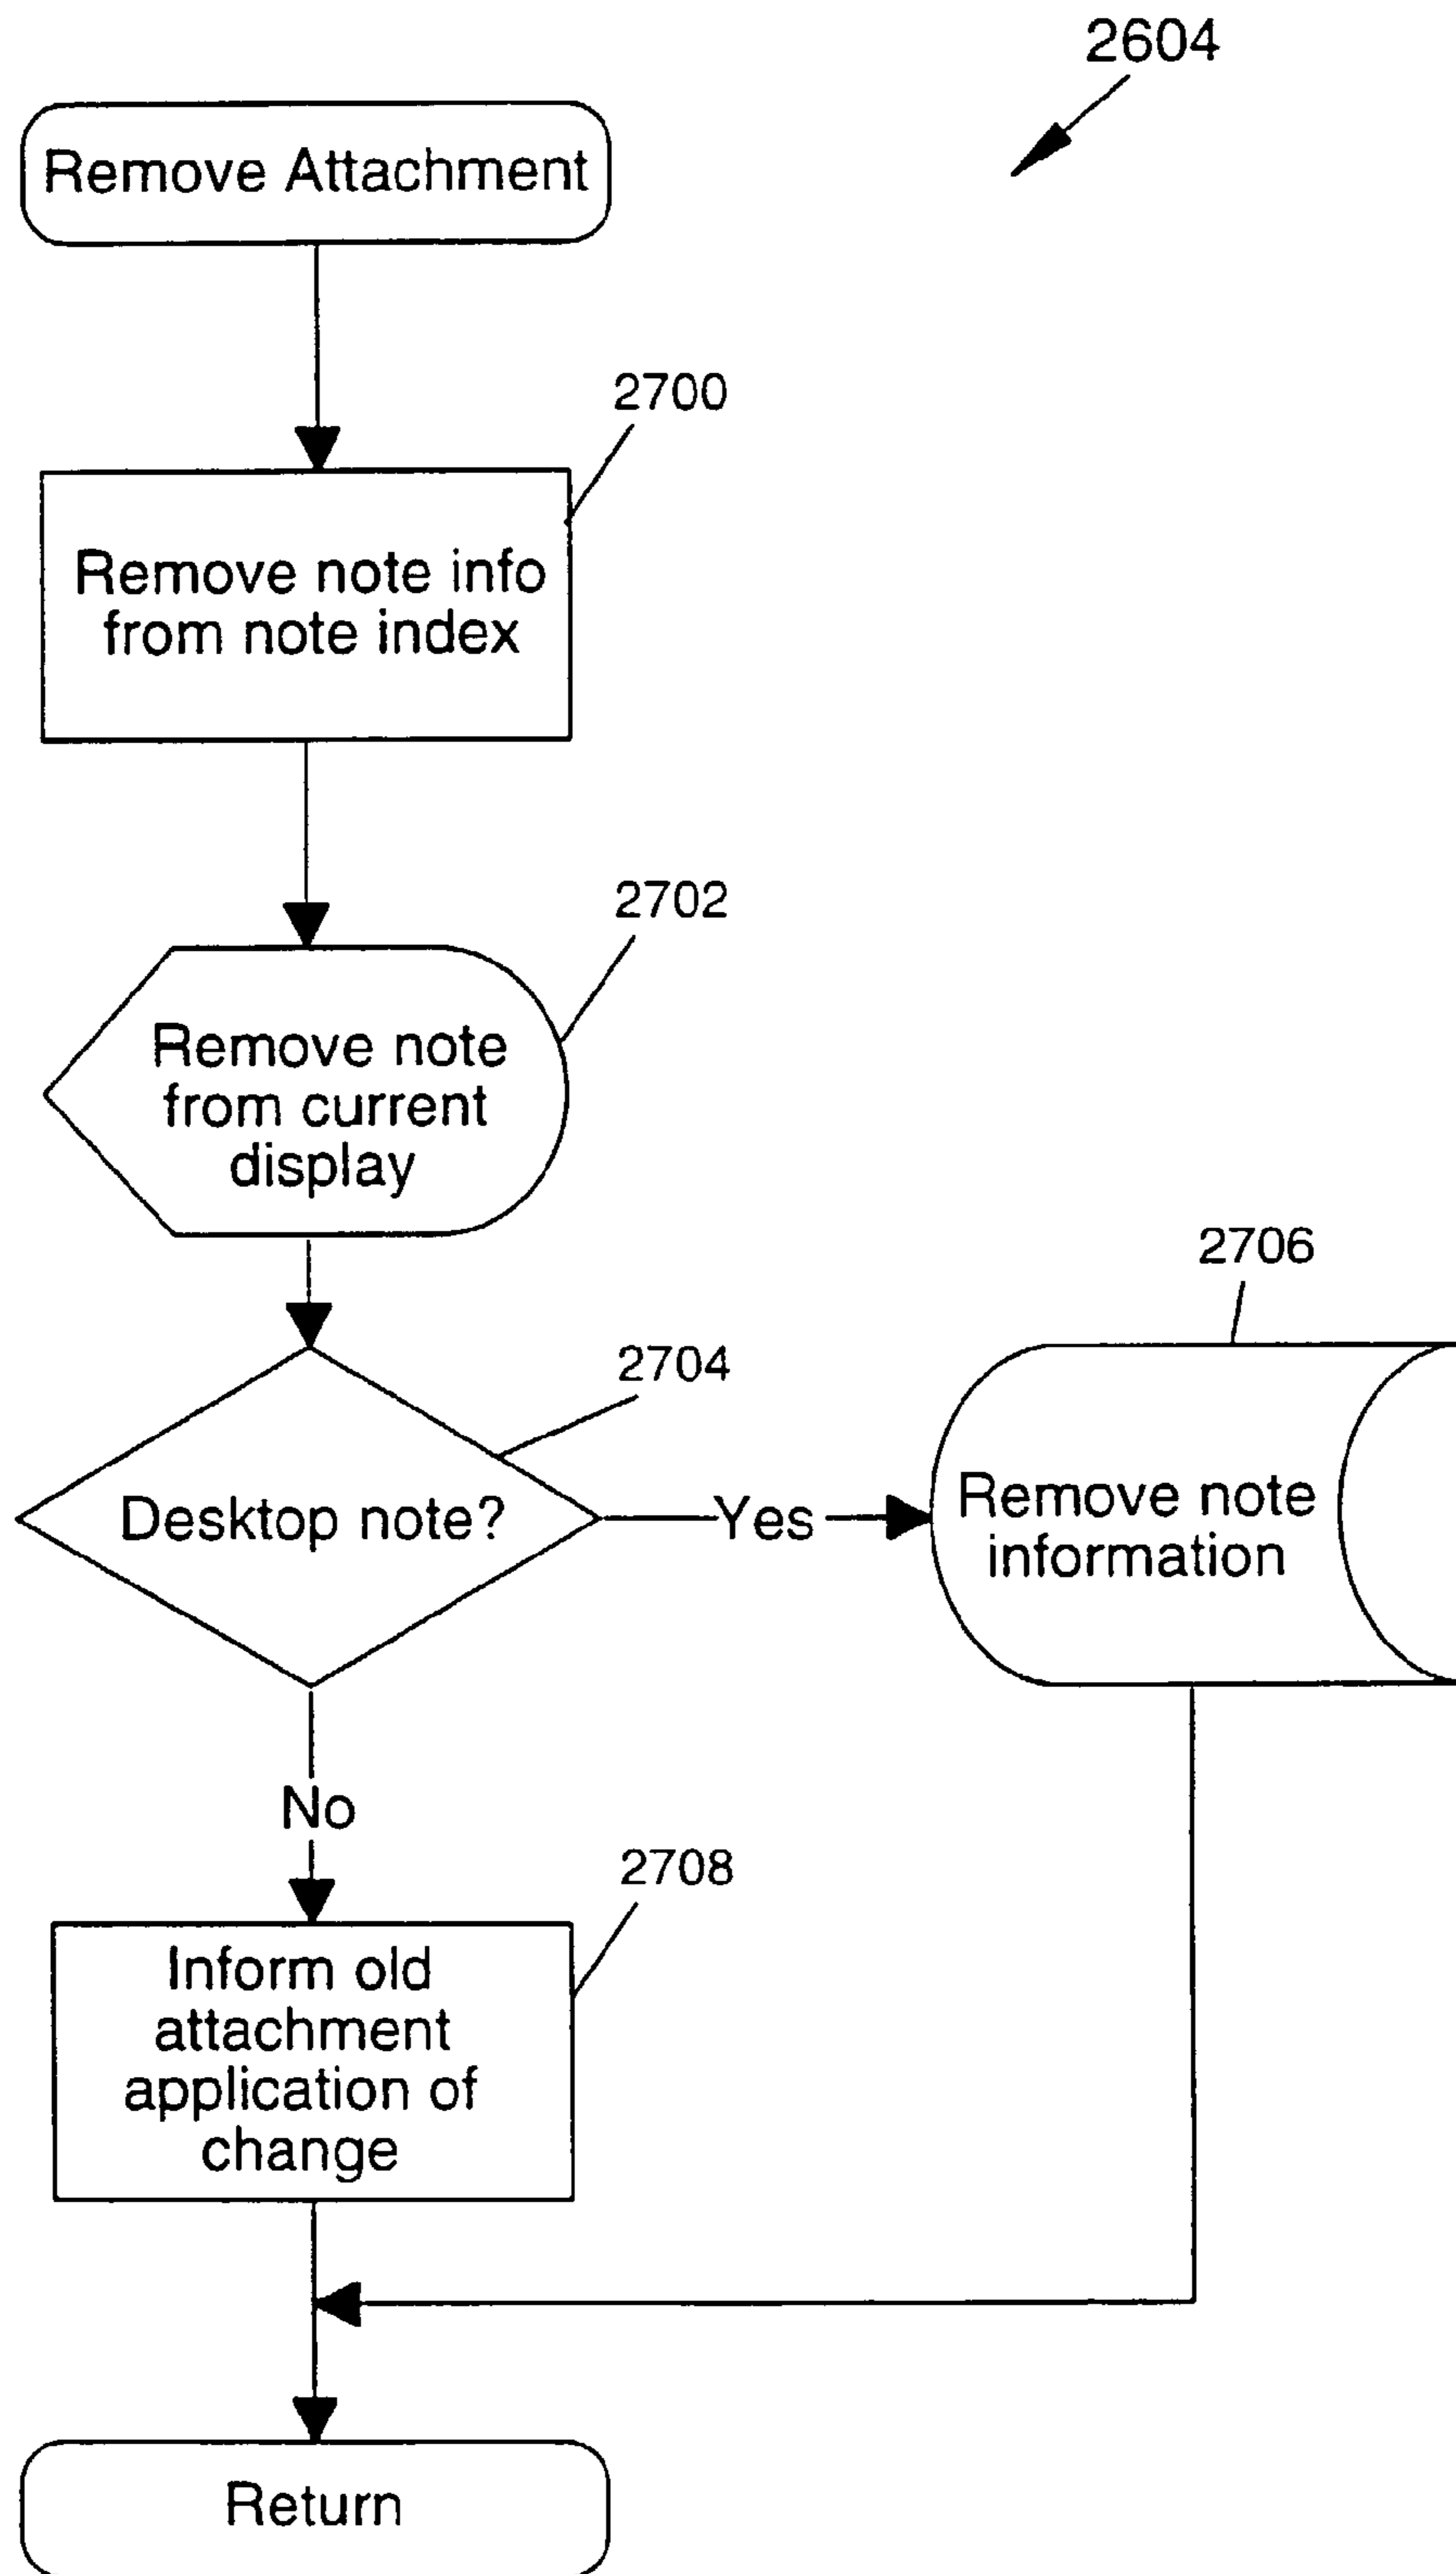 2604
Remove Attachment
2700
Remove note info
from note index
2702
Remove note
from current
display
2704
Desktop note?
Yes
2706
Remove note
information
No
2708
Inform old
attachment
application of
change
Return